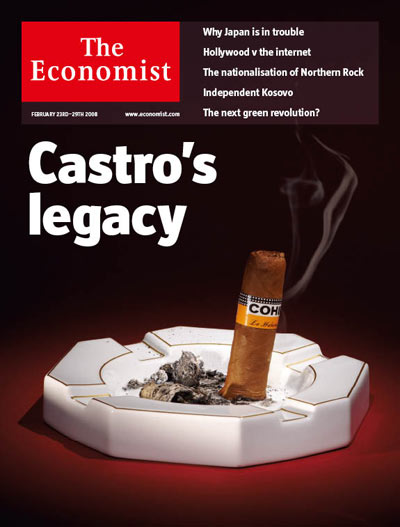 The
Economist
FEBRUARY 23RD–29TH 2008
www.economist.com
Why Japan is in trouble
Hollywood v the internet
The nationalisation of Northern Rock
Independent Kosovo
The next green revolution?
Castro's
legacy
COHI
La Habana